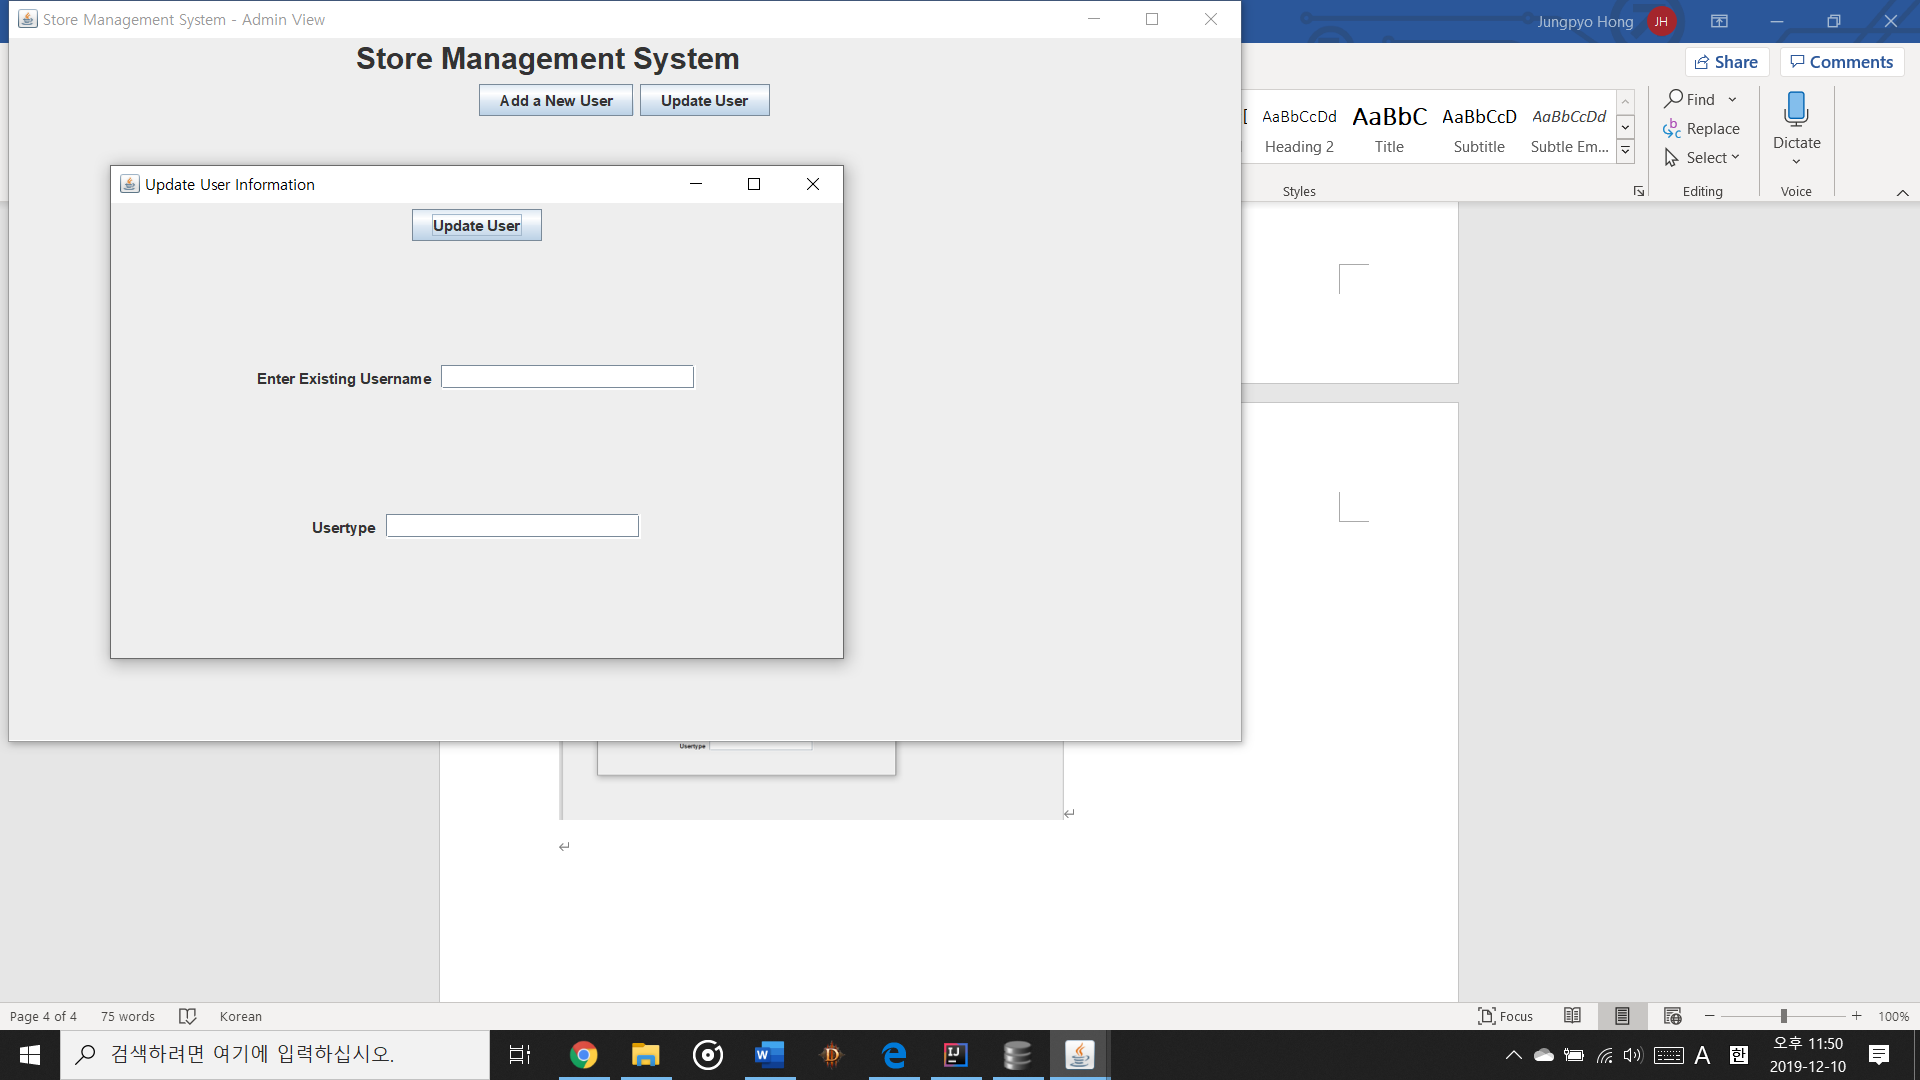 Store Management System - Admin View
Jungpyo Hong
JH
Store Management System
Add a New User
Update User
Share
Comments
AaBbCcDd
AaBbC
AaBbCcD
AaBbCcDd
Heading 2
Title
Subtitle
Subtle Em...
Find
Replace
Select
Dictate
Styles
Editing
Voice
Update User Information
Update User
Enter Existing Username
Usertype
Usertype
Page 4 of 4
75 words
Korean
Focus
100%
검색하려면 여기에 입력하십시오.
A
한
오후 11:50
2019-12-10